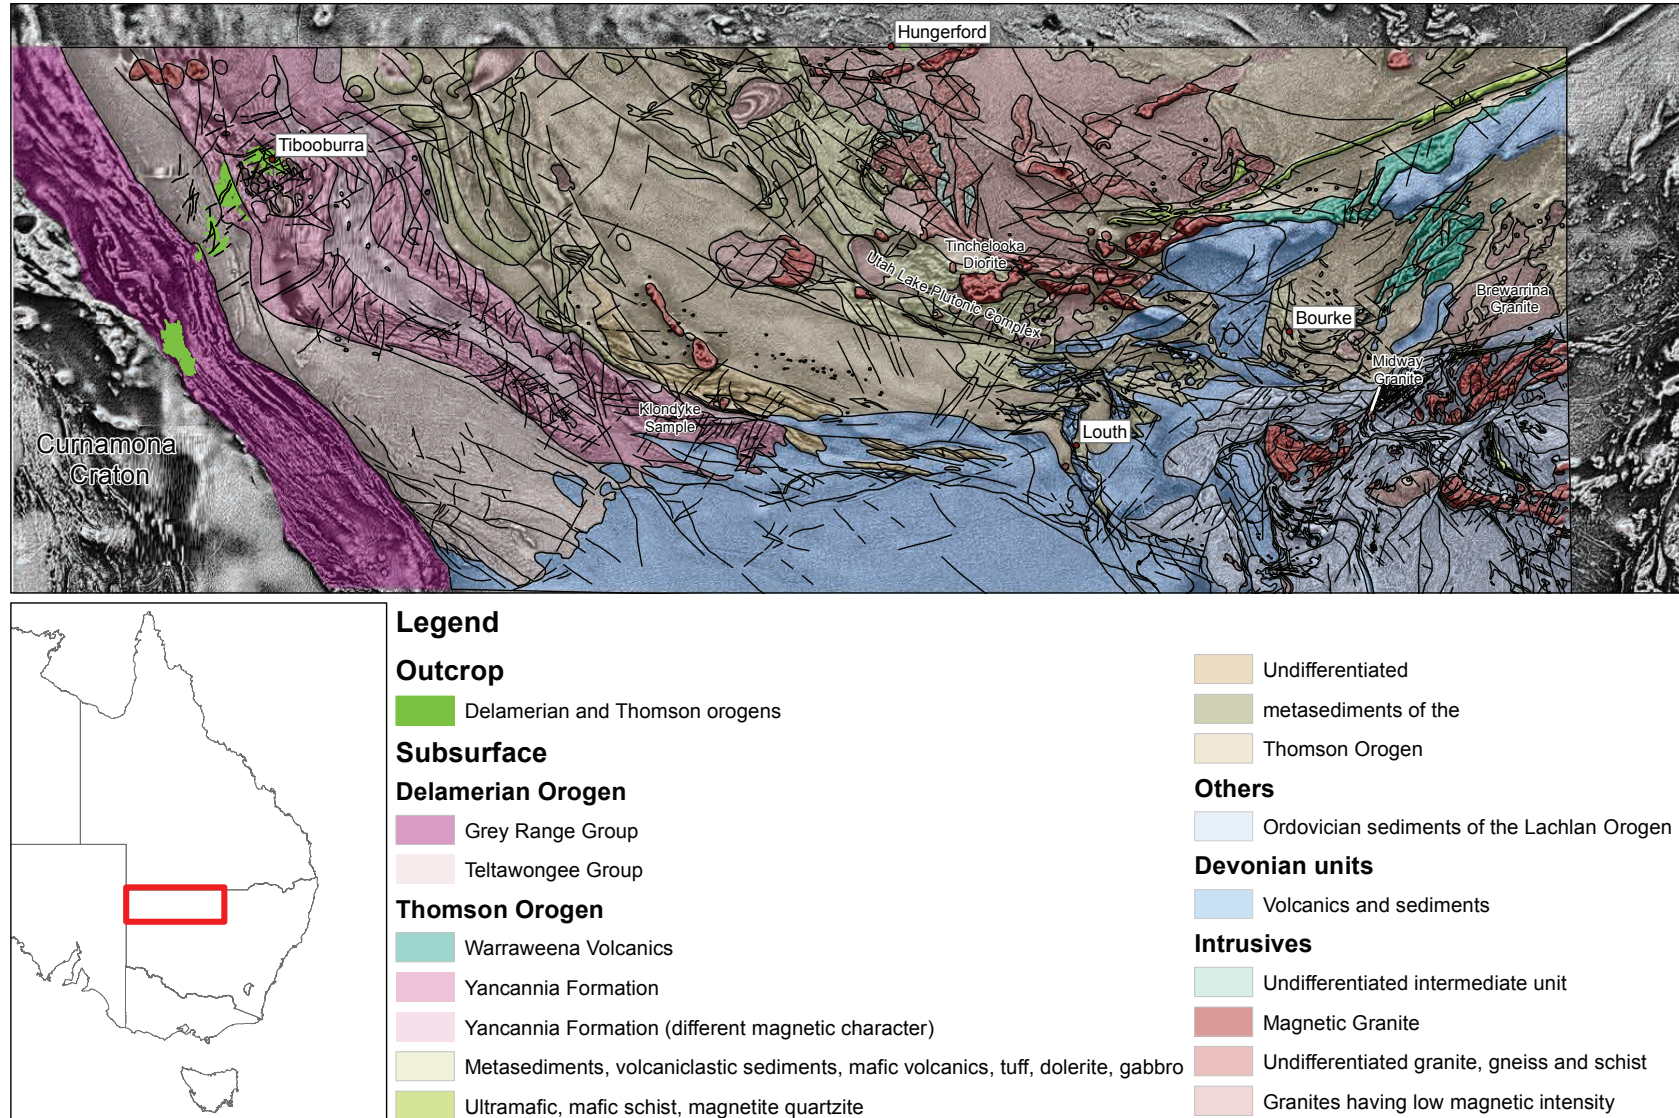 Hungerford
Tibooburra
Tinchelooka
Diorite
Utah Lake Plutonic Complex
Brewarrina
Granite
Bourke
Midway
Granite
Klondyke
Sample
Louth
Curnamona
Craton
Legend
Outcrop
Delamerian and Thomson orogens
Subsurface
Delamerian Orogen
Grey Range Group
Teltawongee Group
Thomson Orogen
Warraweena Volcanics
Yancannia Formation
Yancannia Formation (different magnetic character)
Metasediments, volcaniclastic sediments, mafic volcanics, tuff, dolerite, gabbro
Ultramafic, mafic schist, magnetite quartzite
Undifferentiated
metasediments of the
Thomson Orogen
Others
Ordovician sediments of the Lachlan Orogen
Devonian units
Volcanics and sediments
Intrusives
Undifferentiated intermediate unit
Magnetic Granite
Undifferentiated granite, gneiss and schist
Granites having low magnetic intensity